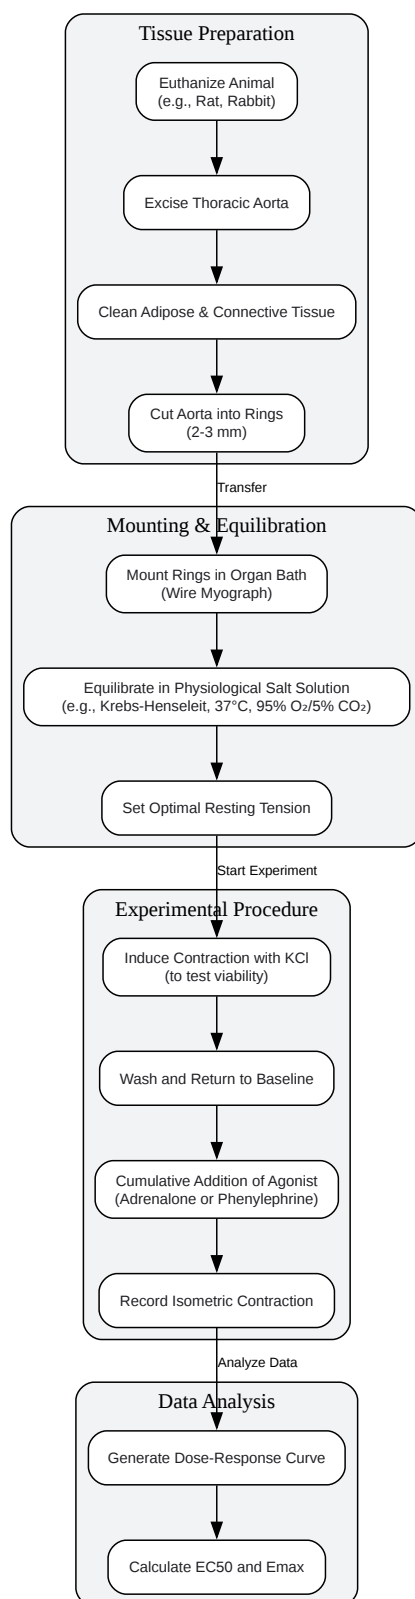 Tissue Preparation
Euthanize Animal
(e.g., Rat, Rabbit)
Excise Thoracic Aorta
Clean Adipose & Connective Tissue
Cut Aorta into Rings
(2-3 mm)
Transfer
Mounting & Equilibration
Mount Rings in Organ Bath
(Wire Myograph)
Equilibrate in Physiological Salt Solution
(e.g., Krebs-Henseleit, 37°C, 95% O₂/5% CO₂)
Set Optimal Resting Tension
Start Experiment
Experimental Procedure
Induce Contraction with KCl
(to test viability)
Wash and Return to Baseline
Cumulative Addition of Agonist
(Adrenalone or Phenylephrine)
Record Isometric Contraction
Analyze Data
Data Analysis
Generate Dose-Response Curve
Calculate EC50 and Emax